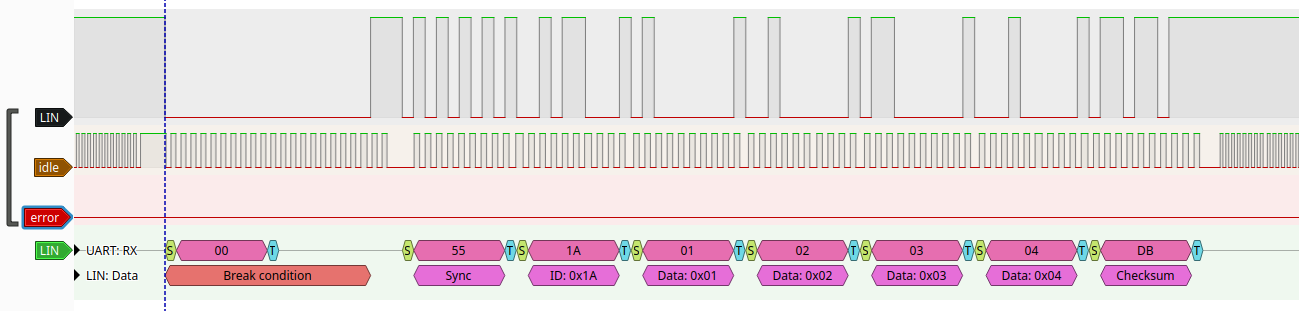 LIN
idle
error
LIN
UART: RX
S 00 T S 55 T S 1A T S 01 T S 02 T S 03 T S 04 T S DB T
LIN: Data
Break condition Sync ID: 0x1A Data: 0x01 Data: 0x02 Data: 0x03 Data: 0x04 Checksum